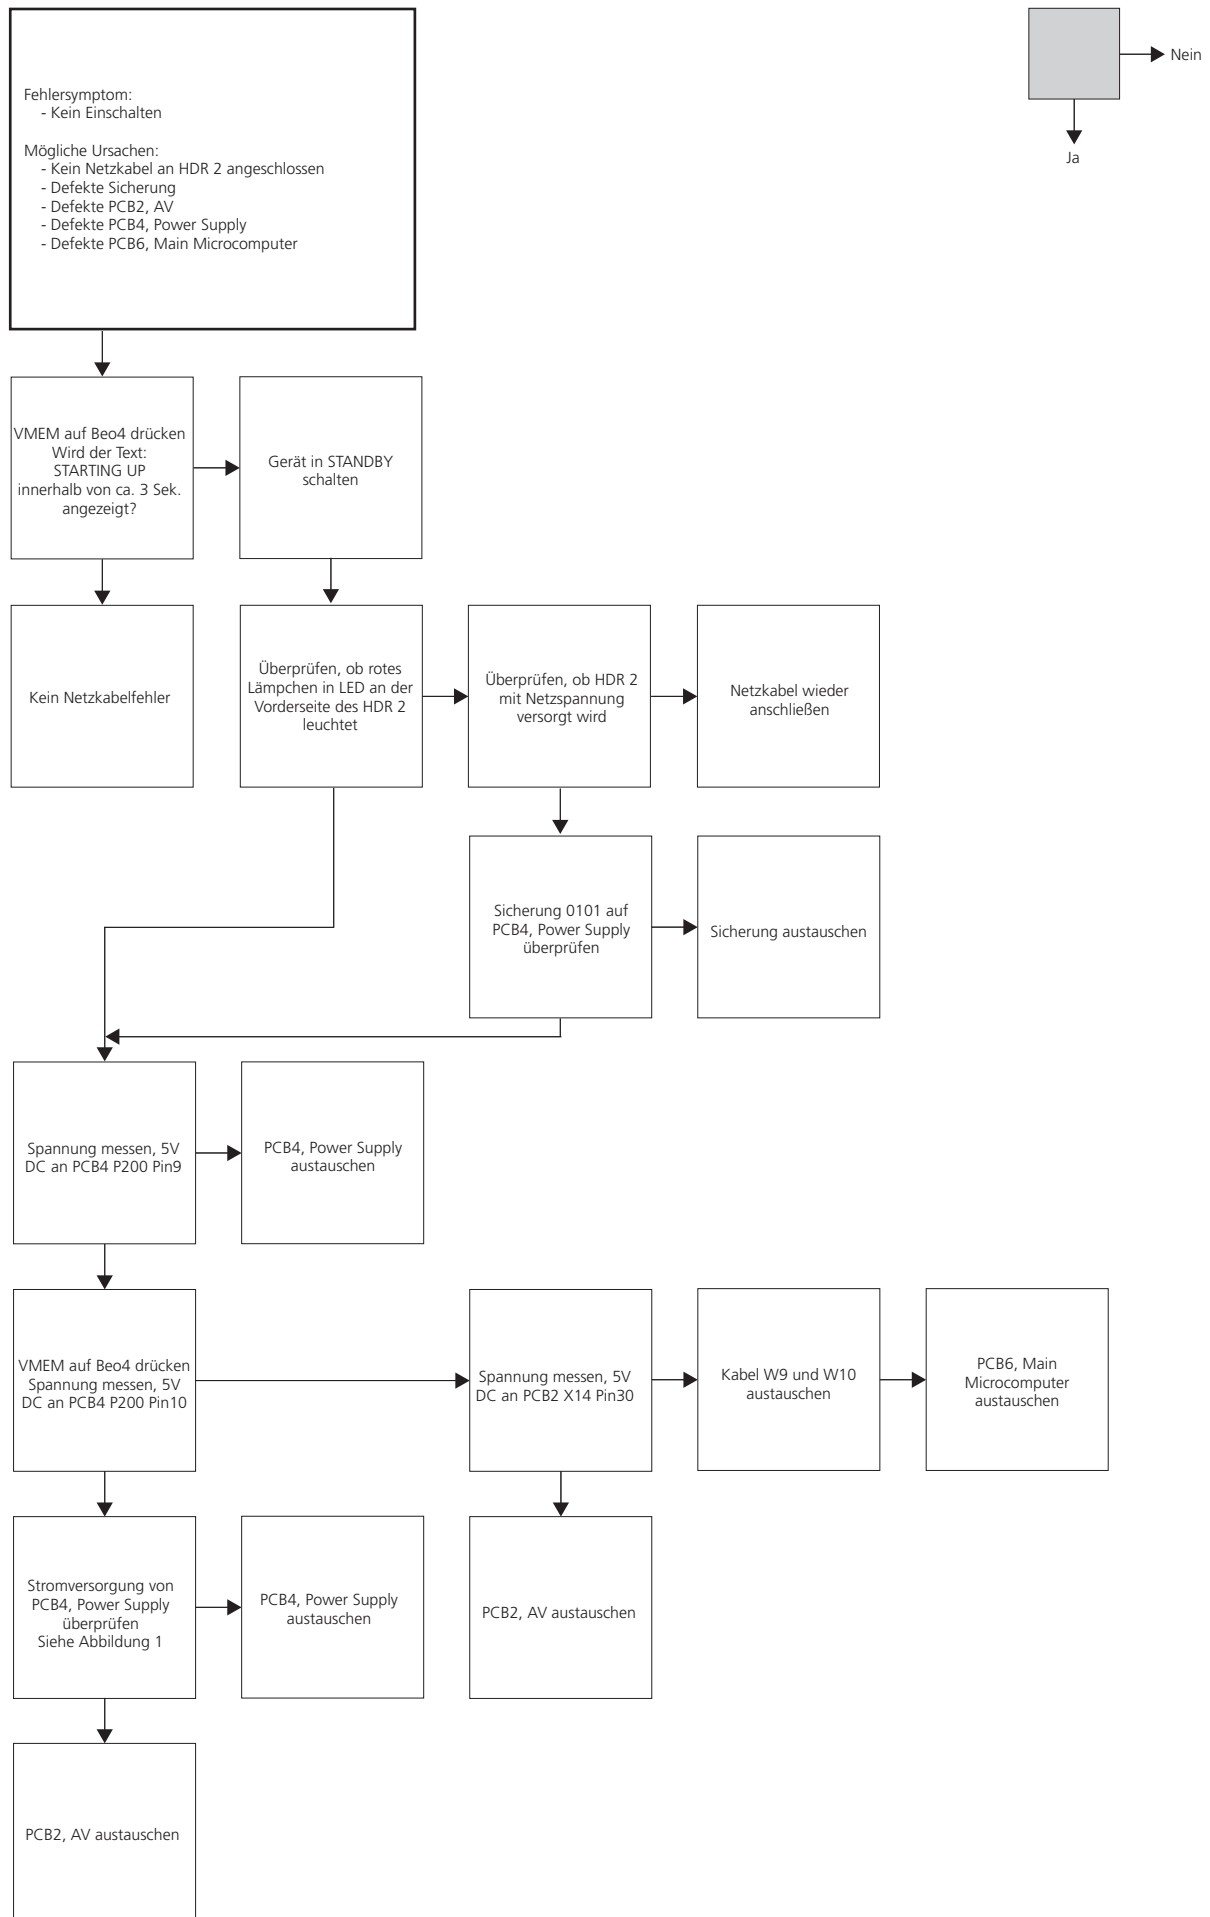 Nein
Ja
Fehlersymptom:
- Kein Einschalten
Mögliche Ursachen:
- Kein Netzkabel an HDR 2 angeschlossen
- Defekte Sicherung
- Defekte PCB2, AV
- Defekte PCB4, Power Supply
- Defekte PCB6, Main Microcomputer
VMEM auf Beo4 drücken
Wird der Text:
STARTING UP
innerhalb von ca. 3 Sek.
angezeigt?
Gerät in STANDBY
schalten
Kein Netzkabelfehler
Überprüfen, ob rotes
Lämpchen in LED an der
Vorderseite des HDR 2
leuchtet
Überprüfen, ob HDR 2
mit Netzspannung
versorgt wird
Netzkabel wieder
anschließen
Sicherung 0101 auf
PCB4, Power Supply
überprüfen
Sicherung austauschen
Spannung messen, 5V
DC an PCB4 P200 Pin9
PCB4, Power Supply
austauschen
VMEM auf Beo4 drücken
Spannung messen, 5V
DC an PCB4 P200 Pin10
Spannung messen, 5V
DC an PCB2 X14 Pin30
Kabel W9 und W10
austauschen
PCB6, Main
Microcomputer
austauschen
Stromversorgung von
PCB4, Power Supply
überprüfen
Siehe Abbildung 1
PCB4, Power Supply
austauschen
PCB2, AV austauschen
PCB2, AV austauschen